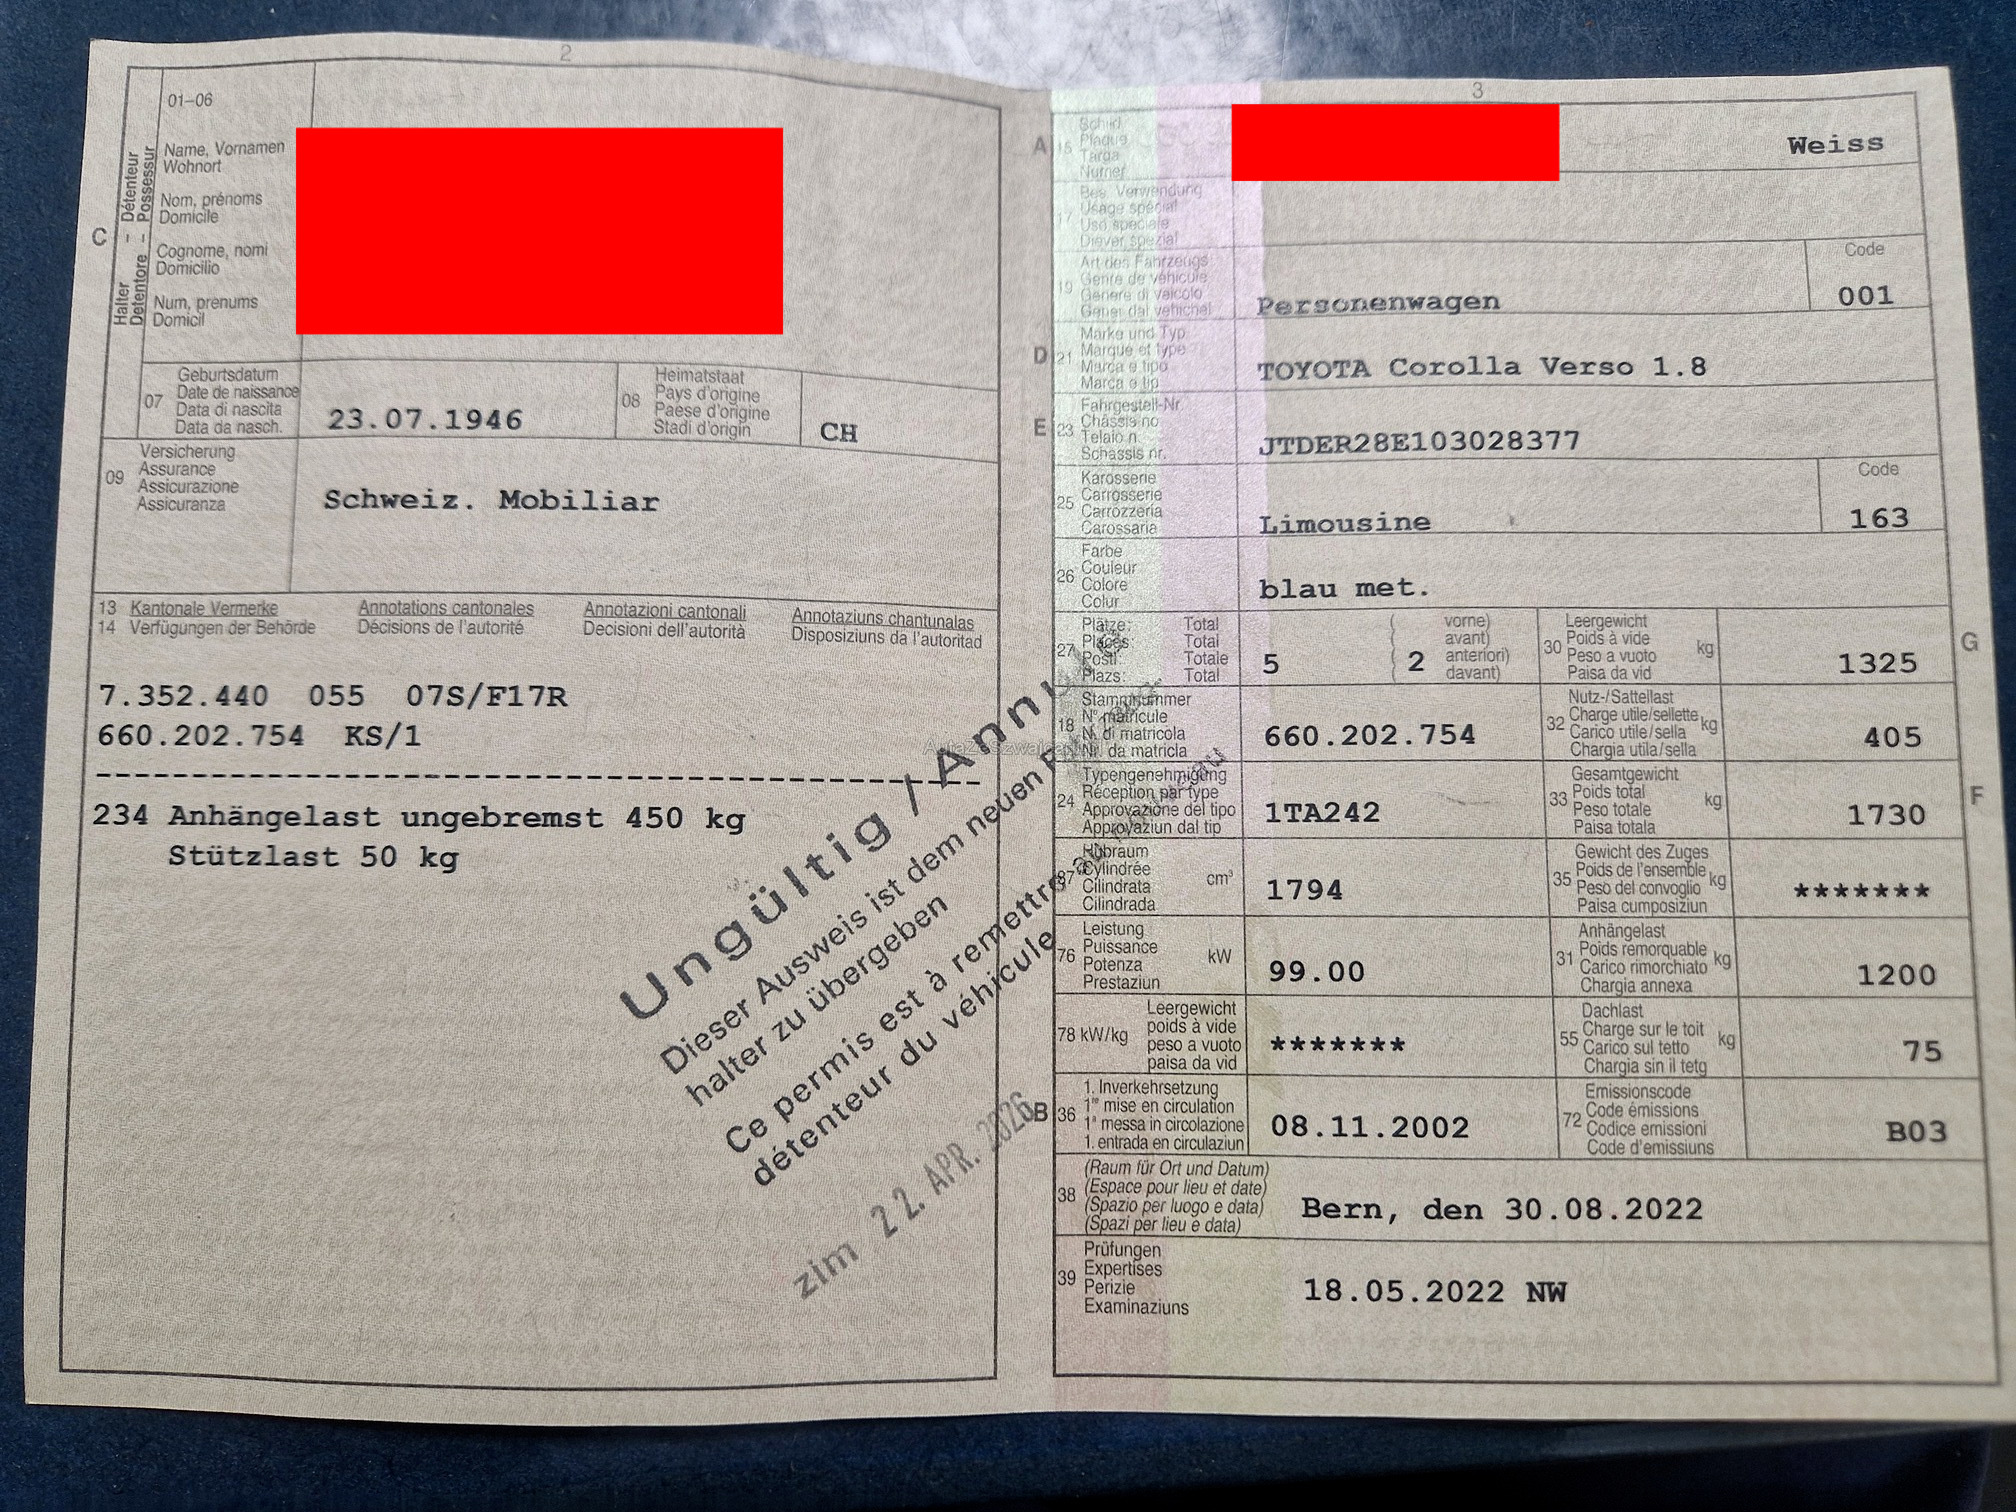 2
01–06
Halter – Détenteur
Detentore – Possessur
C
Name, Vornamen
Wohnort
Nom, prénoms
Domicile
Cognome, nomi
Domicilio
Num, prenums
Domicil
07
Geburtsdatum
Date de naissance
Data di nascita
Data da nasch.
23.07.1946
08
Heimatstaat
Pays d'origine
Paese d'origine
Stadi d'origin
CH
09
Versicherung
Assurance
Assicurazione
Assicuranza
Schweiz. Mobiliar
13 Kantonale Vermerke Annotations cantonales Annotazioni cantonali Annotaziuns chantunalas
14 Verfügungen der Behörde Décisions de l'autorité Decisioni dell'autorità Disposiziuns da l'autoritad
7.352.440 055 07S/F17R
660.202.754 KS/1
234 Anhängelast ungebremst 450 kg
Stützlast 50 kg
Ungültig / Annulé
Dieser Ausweis ist dem neuen
halter zu übergeben
Ce permis est à remettre au nouveau
détenteur du véhicule
zim 22. APR. 2026
3
A
15
Schild
Plaque
Targa
Numer
Weiss
17
Bes. Verwendung
Usage spécial
Uso speciale
Diever spezial
19
Art des Fahrzeugs
Genre de véhicule
Genere di veicolo
Gener dal vehichel
Personenwagen
Code
001
D
21
Marke und Typ
Marque et type
Marca e tipo
Marca e tip
TOYOTA Corolla Verso 1.8
E
23
Fahrgestell-Nr.
Châssis no
Telaio n.
Schassis nr.
JTDER28E103028377
25
Karosserie
Carrosserie
Carrozzeria
Carossaria
Limousine
Code
163
26
Farbe
Couleur
Colore
Colur
blau met.
27
Plätze: Total
Places: Total
Posti: Totale
Plazs: Total
5
( vorne)
avant)
anteriori)
( davant)
2
30
Leergewicht
Poids à vide
Peso a vuoto
Paisa da vid
kg
1325
G
18
Stammnummer
N° matricule
N. di matricola
Nr. da matricla
660.202.754
32
Nutz-/Sattellast
Charge utile/sellette
Carico utile/sella
Chargia utila/sella
kg
405
24
Typengenehmigung
Réception par type
Approvazione del tipo
Approvaziun dal tip
1TA242
33
Gesamtgewicht
Poids total
Peso totale
Paisa totala
kg
1730
F
37
Hubraum
Cylindrée
Cilindrata
Cilindrada
cm³
1794
35
Gewicht des Zuges
Poids de l'ensemble
Peso del convoglio
Paisa cumposiziun
kg
*******
76
Leistung
Puissance
Potenza
Prestaziun
kW
99.00
31
Anhängelast
Poids remorquable
Carico rimorchiato
Chargia annexa
kg
1200
78 kW/kg
Leergewicht
poids à vide
peso a vuoto
paisa da vid
*******
55
Dachlast
Charge sur le toit
Carico sul tetto
Chargia sin il tetg
kg
75
B
36
1. Inverkehrsetzung
1re mise en circulation
1a messa in circolazione
1. entrada en circulaziun
08.11.2002
72
Emissionscode
Code émissions
Codice emissioni
Code d'emissiuns
B03
38
(Raum für Ort und Datum)
(Espace pour lieu et date)
(Spazio per luogo e data)
(Spazi per lieu e data)
Bern, den 30.08.2022
39
Prüfungen
Expertises
Perizie
Examinaziuns
18.05.2022 NW